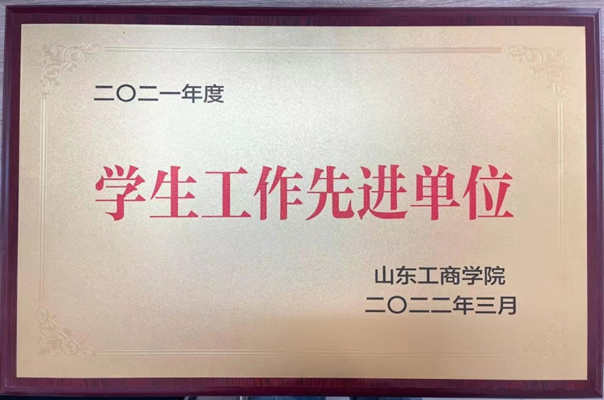 二〇二一年度
学生工作先进单位
山东工商学院
二〇二二年三月